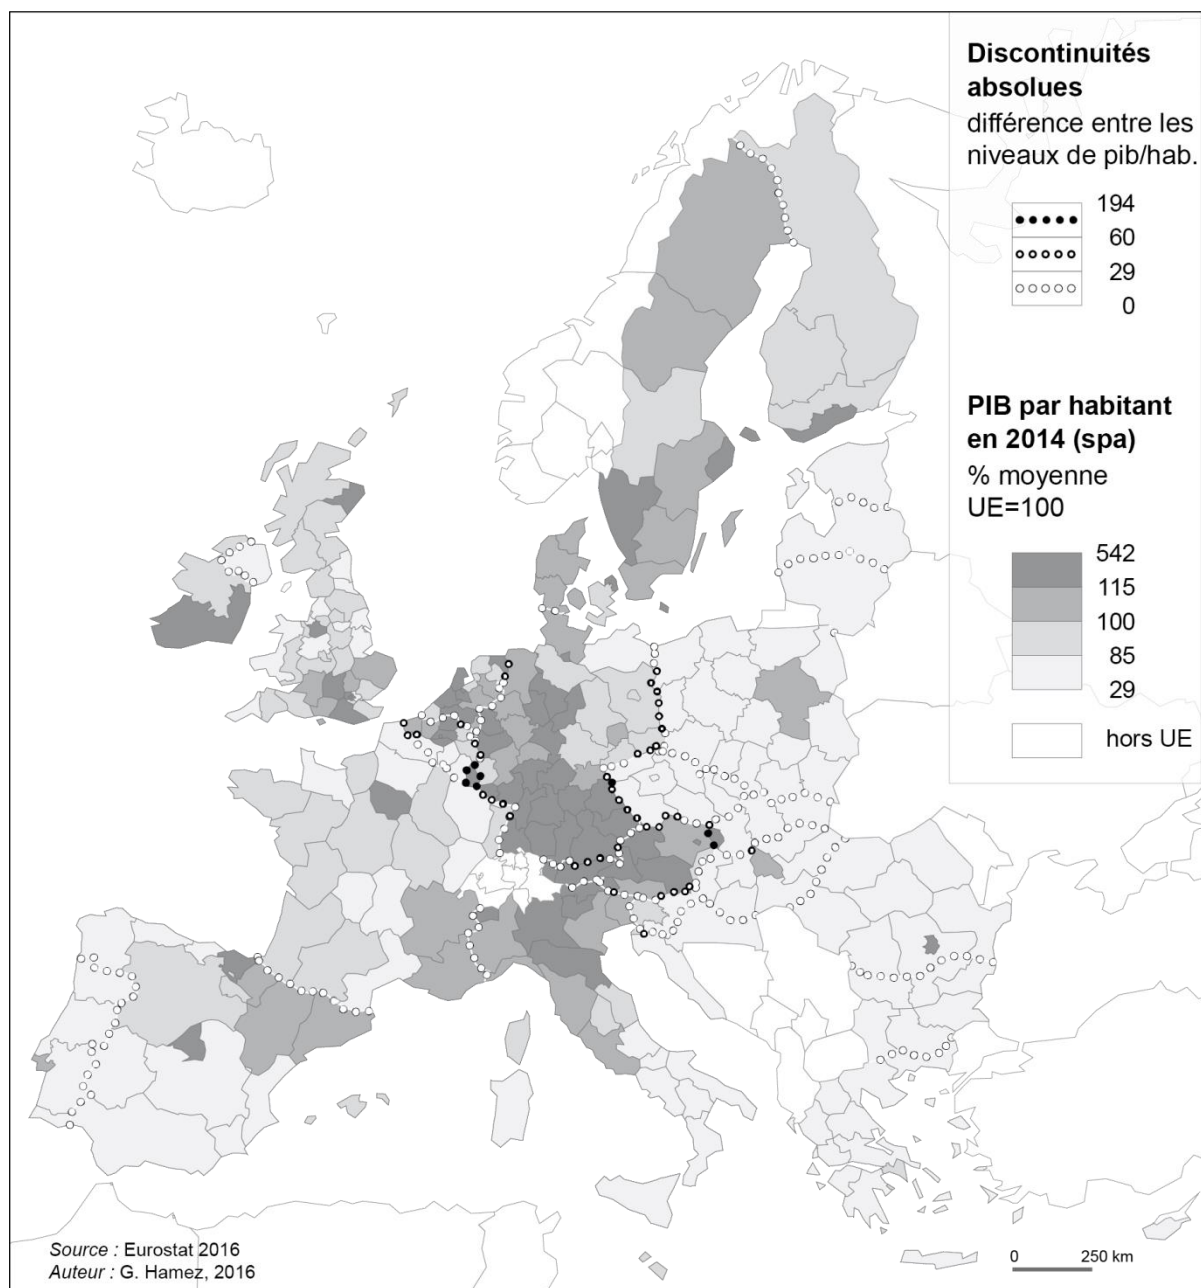 Discontinuités
absolues
différence entre les
niveaux de pib/hab.
194
60
29
0
PIB par habitant
en 2014 (spa)
% moyenne
UE=100
542
115
100
85
29
hors UE
Source : Eurostat 2016
Auteur : G. Hamez, 2016
0 250 km